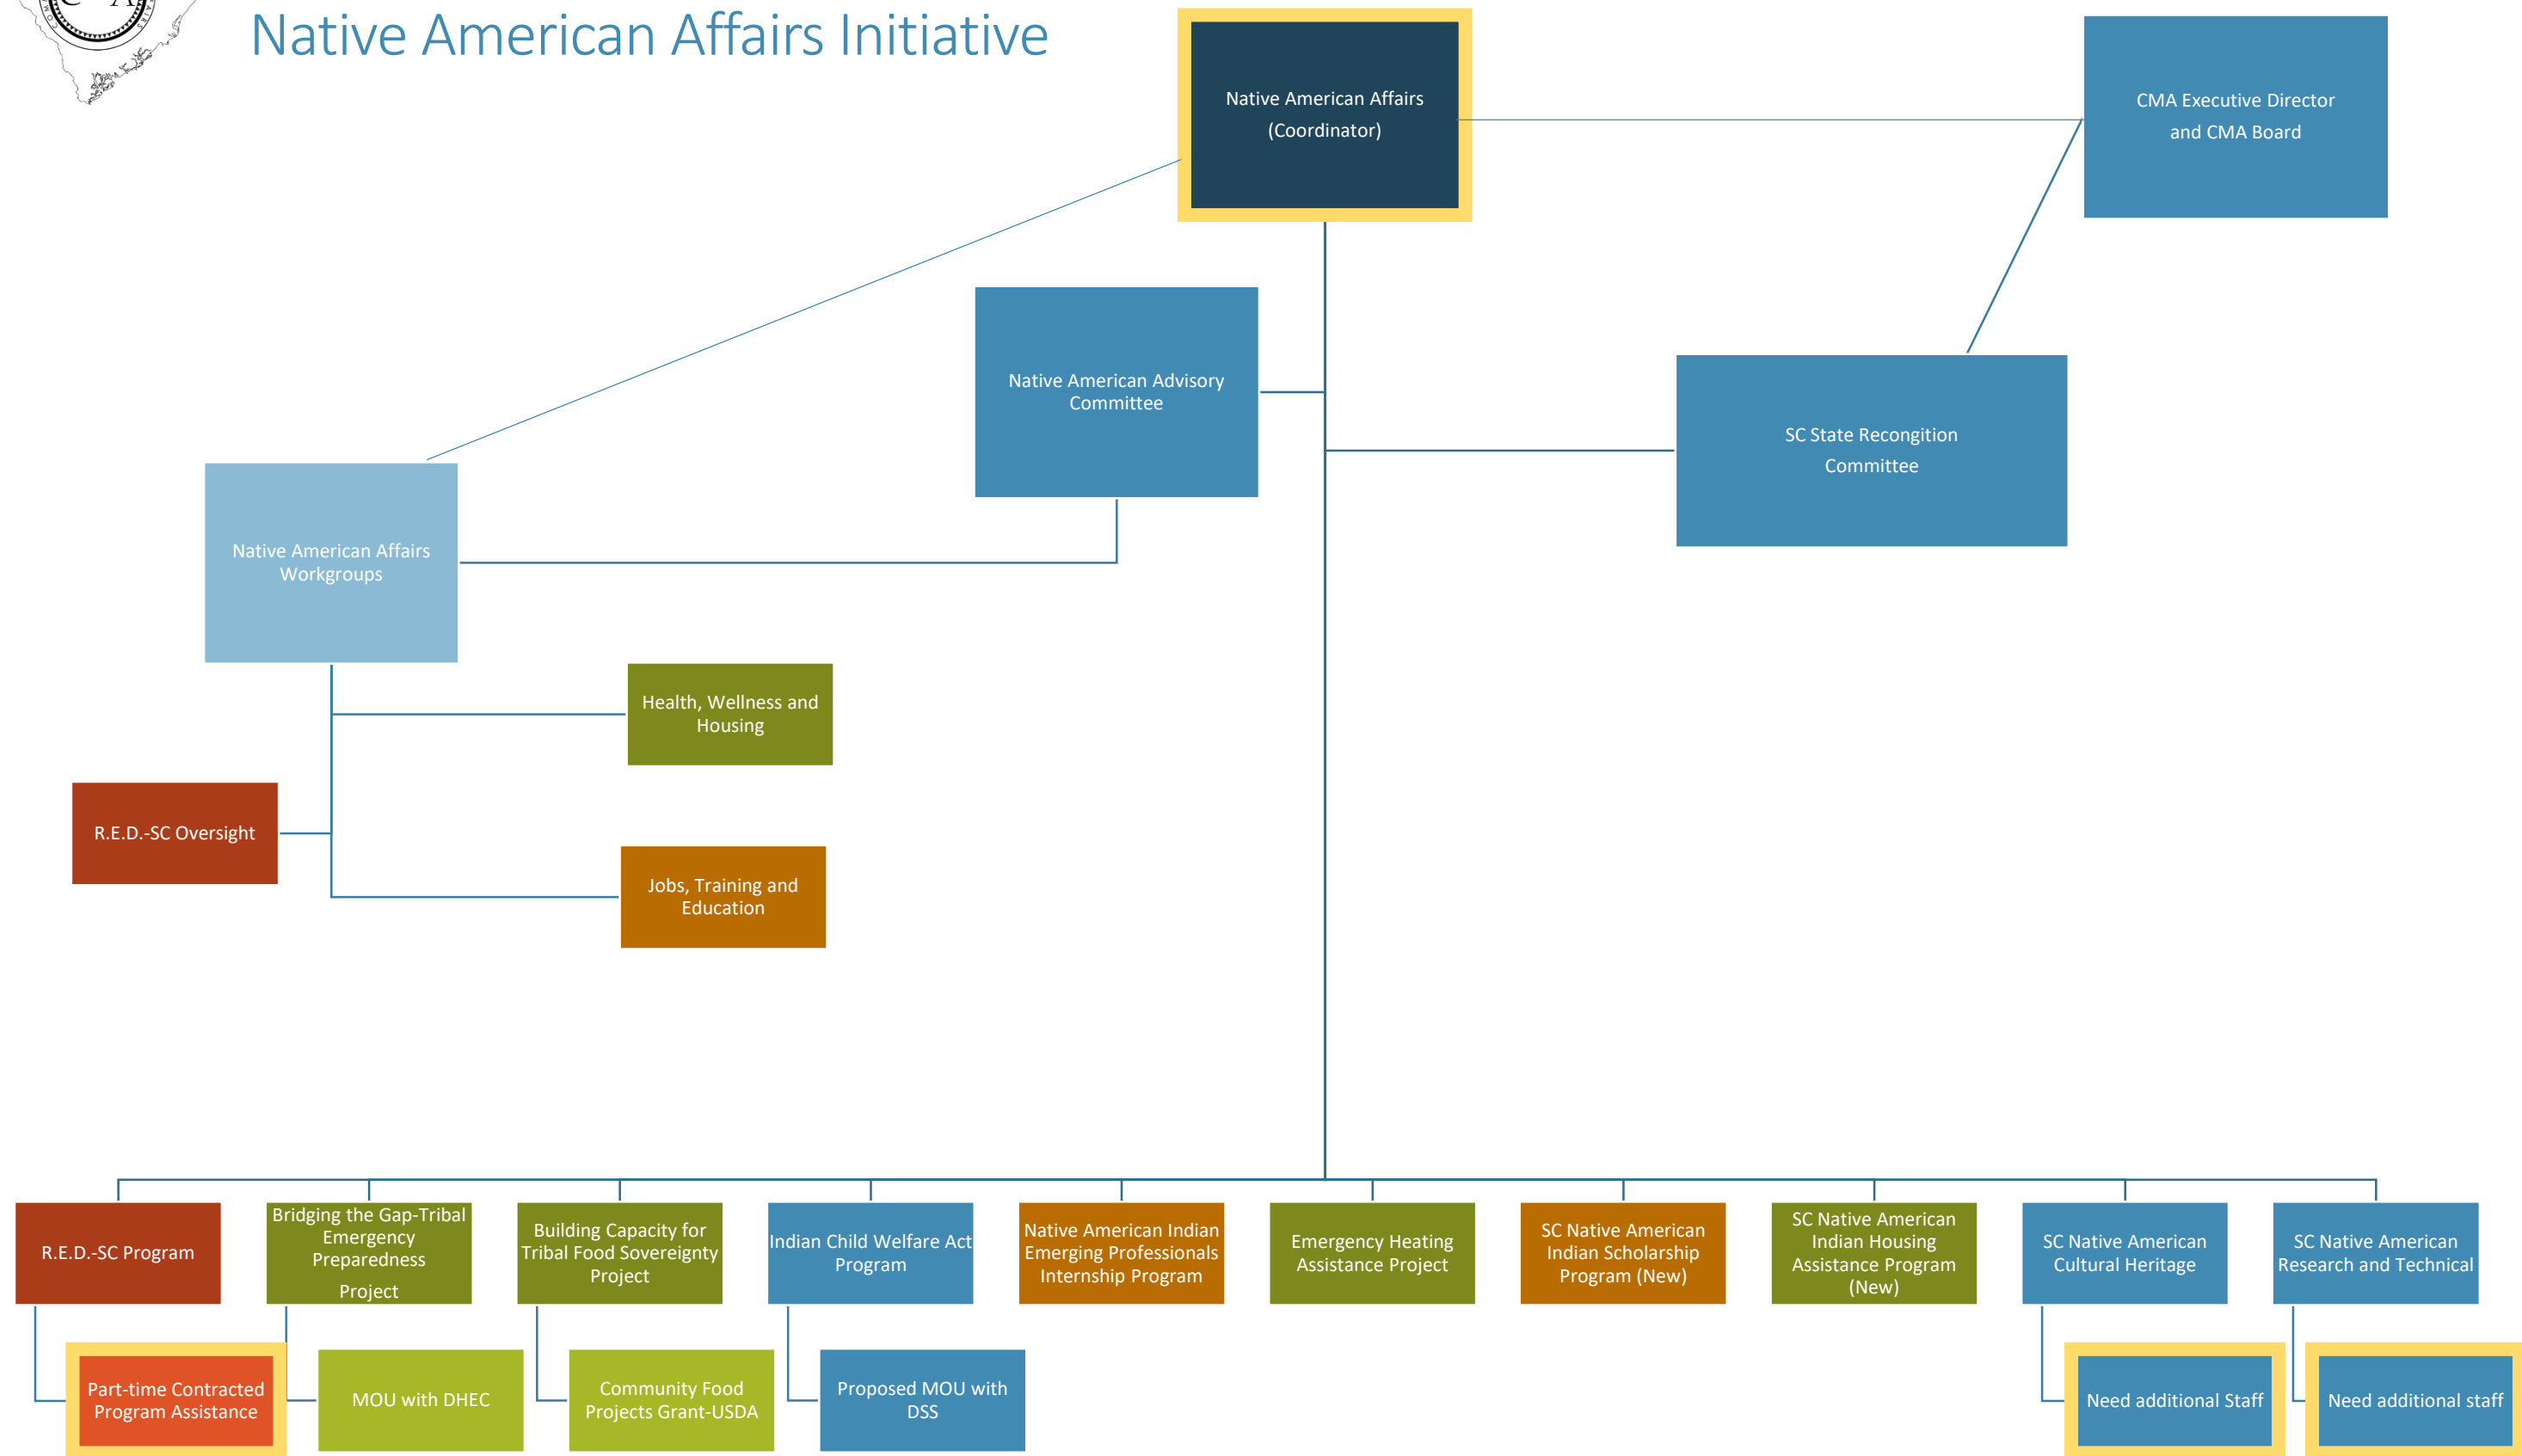 Native American Affairs Initiative
Native American Affairs
(Coordinator)
CMA Executive Director
and CMA Board
Native American Advisory
Committee
SC State Recongition
Committee
Native American Affairs
Workgroups
Health, Wellness and
Housing
R.E.D.-SC Oversight
Jobs, Training and
Education
R.E.D.-SC Program
Bridging the Gap-Tribal
Emergency
Preparedness
Project
Building Capacity for
Tribal Food Sovereignty
Project
Indian Child Welfare Act
Program
Native American Indian
Emerging Professionals
Internship Program
Emergency Heating
Assistance Project
SC Native American
Indian Scholarship
Program (New)
SC Native American
Indian Housing
Assistance Program
(New)
SC Native American
Cultural Heritage
SC Native American
Research and Technical
Part-time Contracted
Program Assistance
MOU with DHEC
Community Food
Projects Grant-USDA
Proposed MOU with
DSS
Need additional Staff
Need additional staff